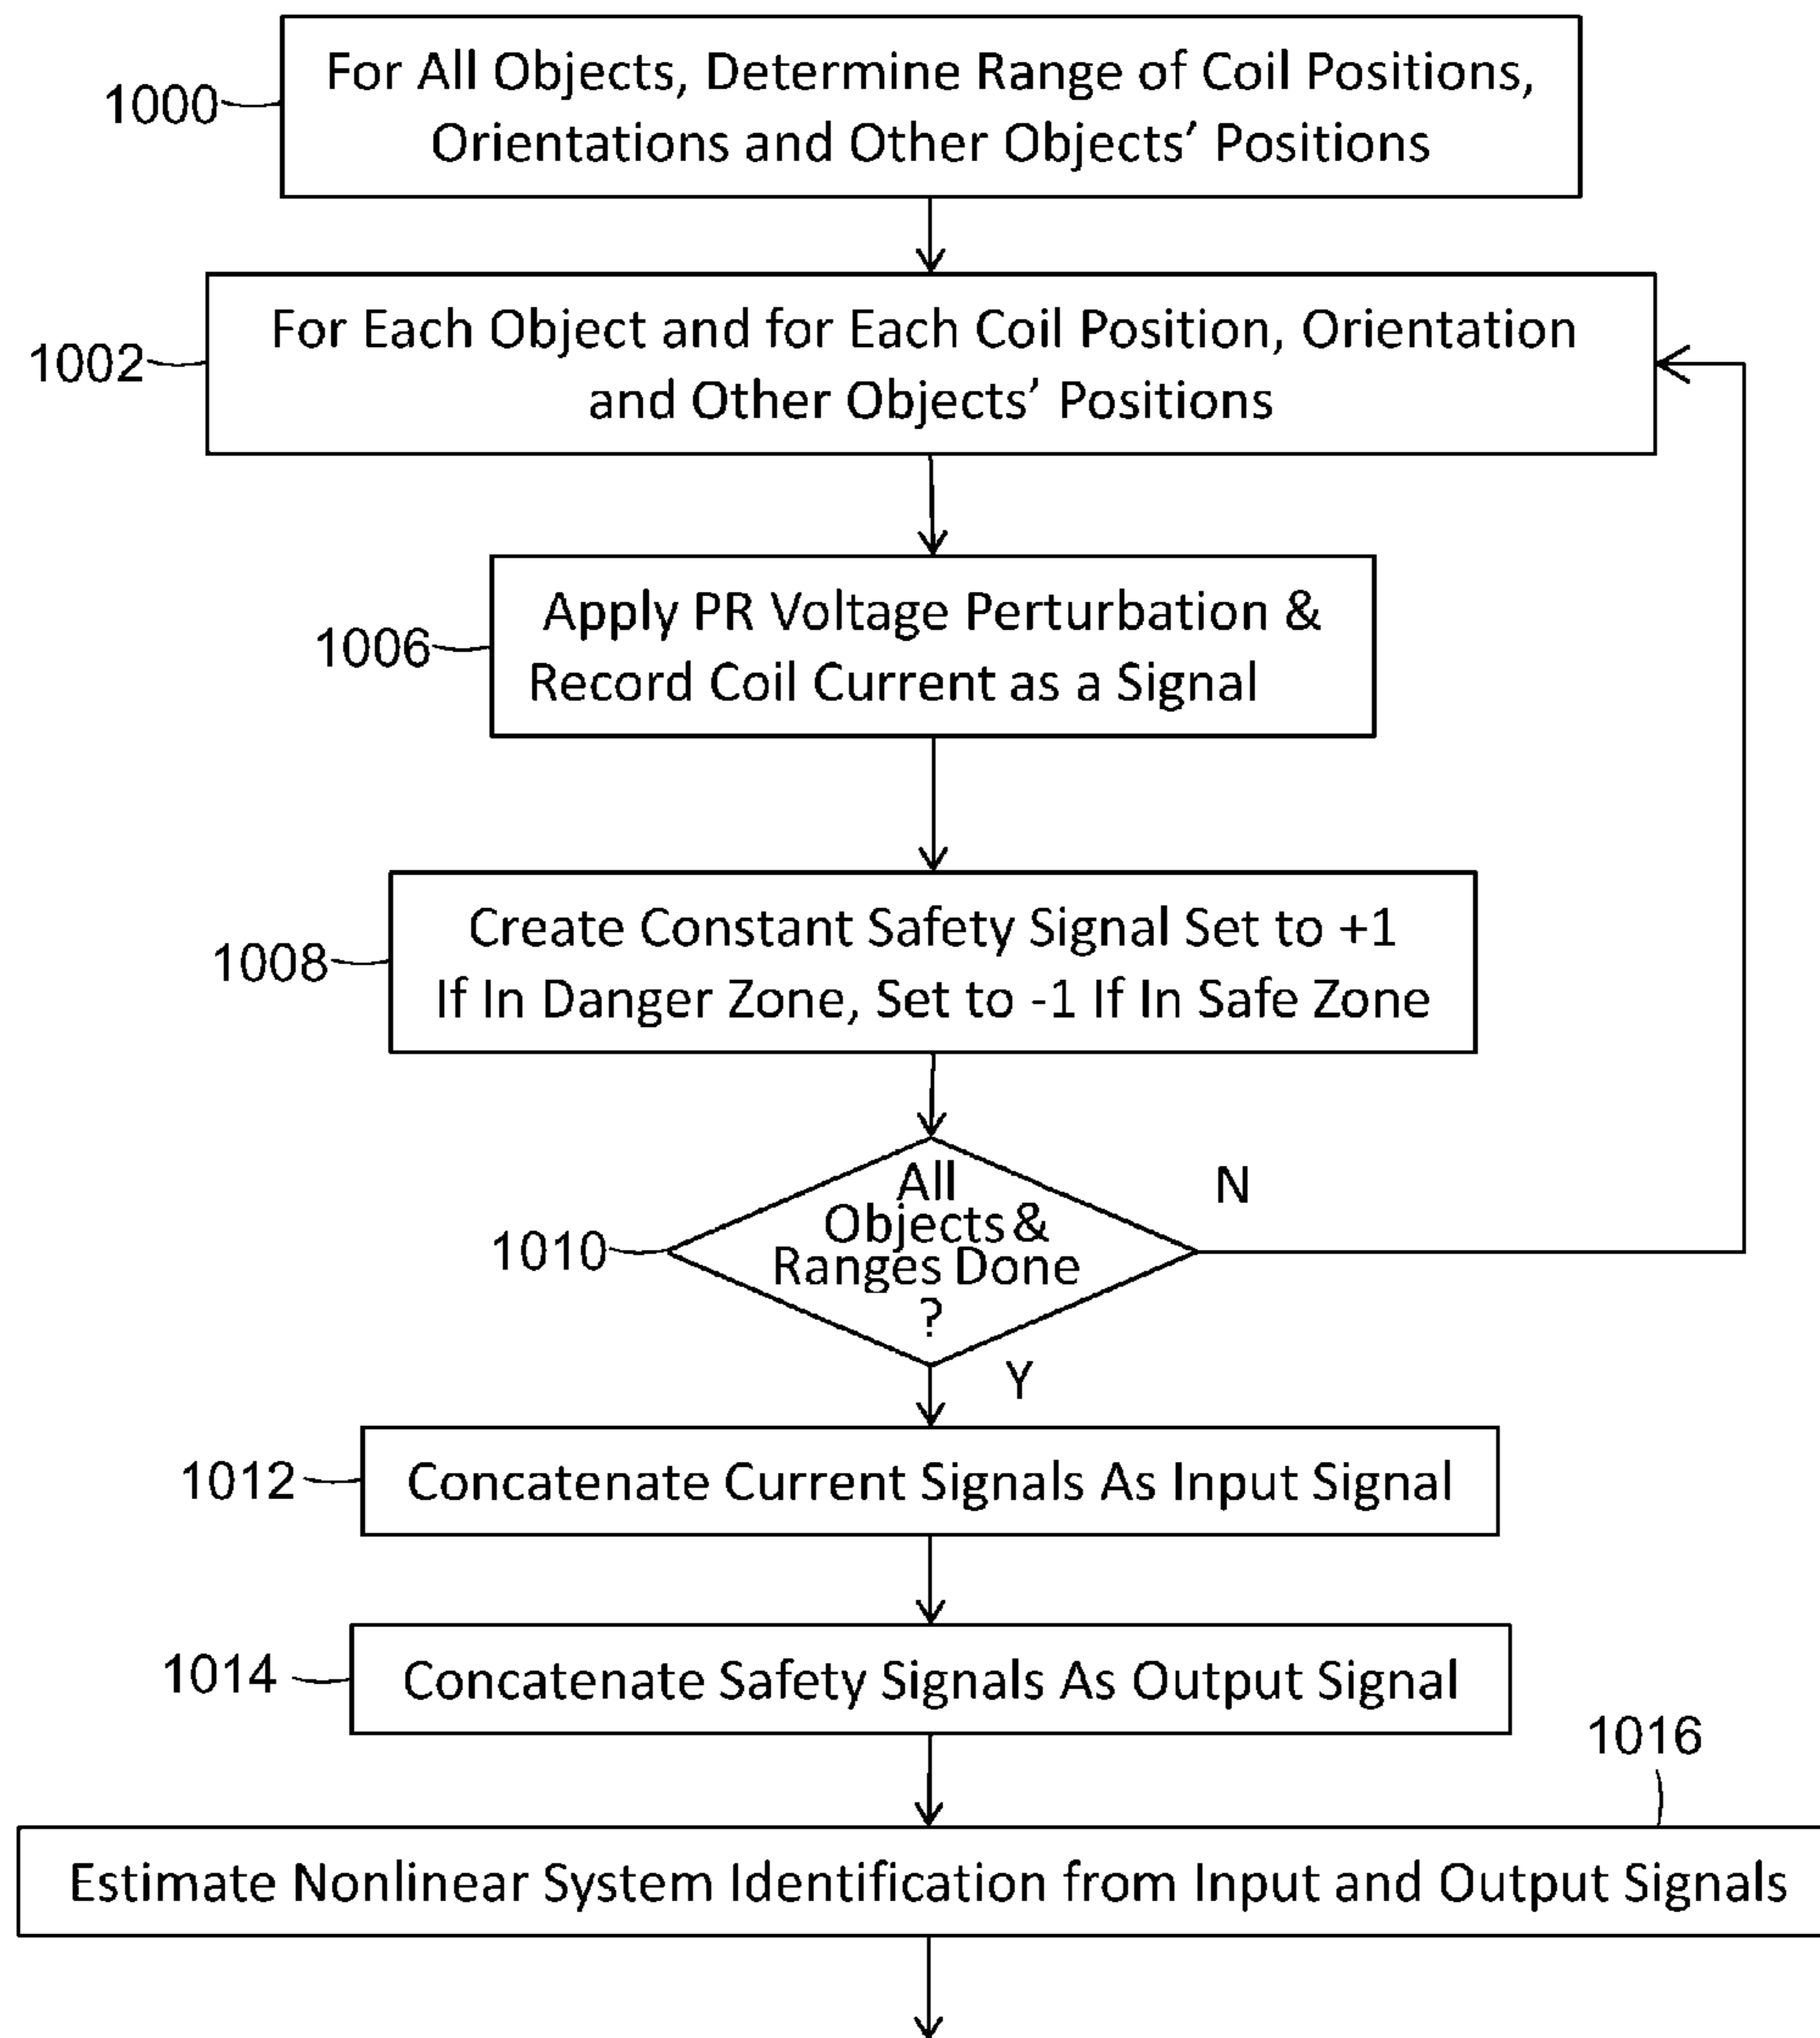 For All Objects, Determine Range of Coil Positions,
1000
Orientations and Other Objects’ Positions
For Each Object and for Each Coil Position, Orientation
1002
and Other Objects’ Positions
Apply PR Voltage Perturbation &
1006
Record Coil Current as a Signal
Create Constant Safety Signal Set to +1
1008
If In Danger Zone, Set to -1 If In Safe Zone
All
N
Objects &
1010
Ranges Done
?
Y
1012
Concatenate Current Signals As Input Signal
1014
Concatenate Safety Signals As Output Signal
1016
Estimate Nonlinear System Identification from Input and Output Signals